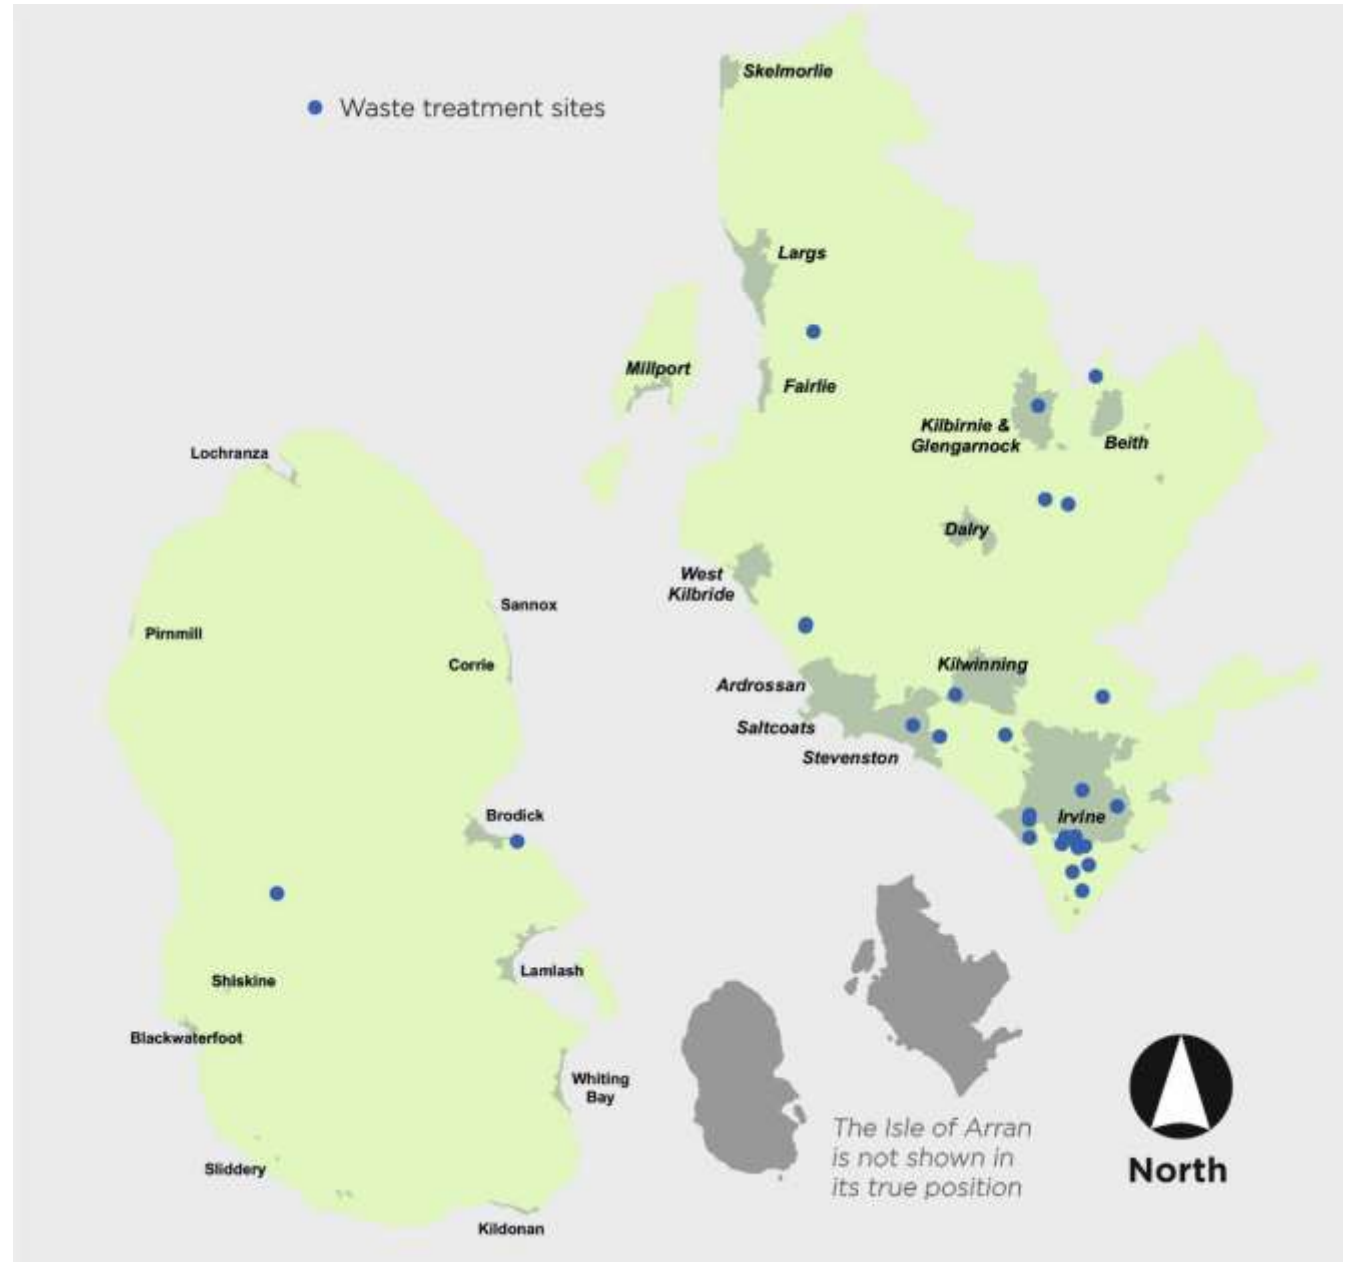 Skelmorlie
Waste treatment sites
Largs
Millport
Fairlie
Kilbirnie &
Glengarnock
Beith
Lochranza
Dalry
West
Kilbride
Sannox
Pirnmill
Corrie
Kilwinning
Ardrossan
Saltcoats
Stevenston
Brodick
Irvine
Lamlash
Shiskine
Blackwaterfoot
Whiting
Bay
The Isle of Arran
is not shown in
its true position
North
Sliddery
Kildonan